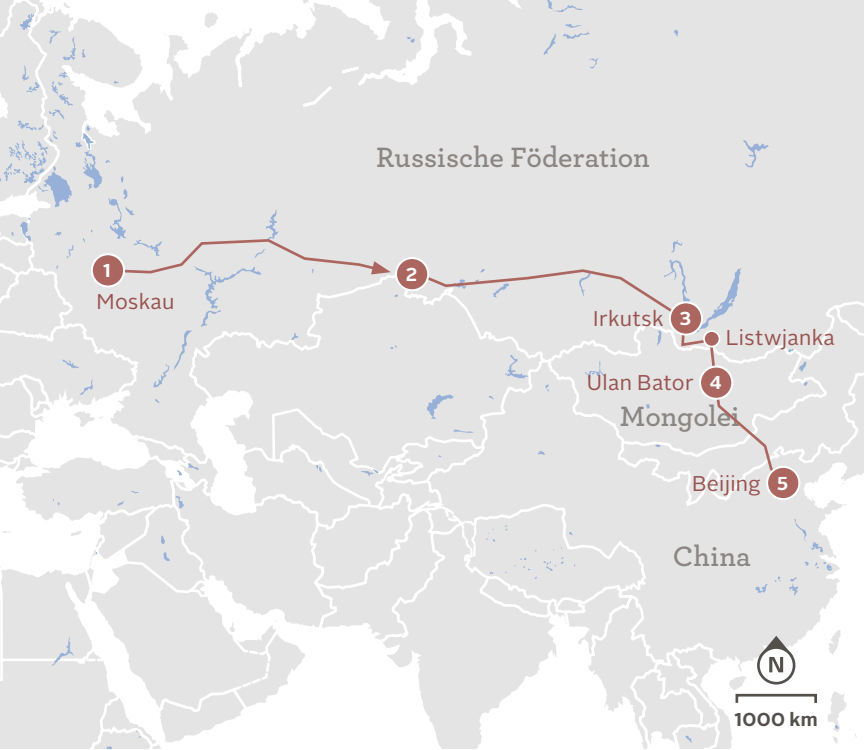 Russische Föderation
1
2
Moskau
Irkutsk 3
Listwjanka
Ulan Bator 4
Mongolei
Beijing 5
China
N
1000 km